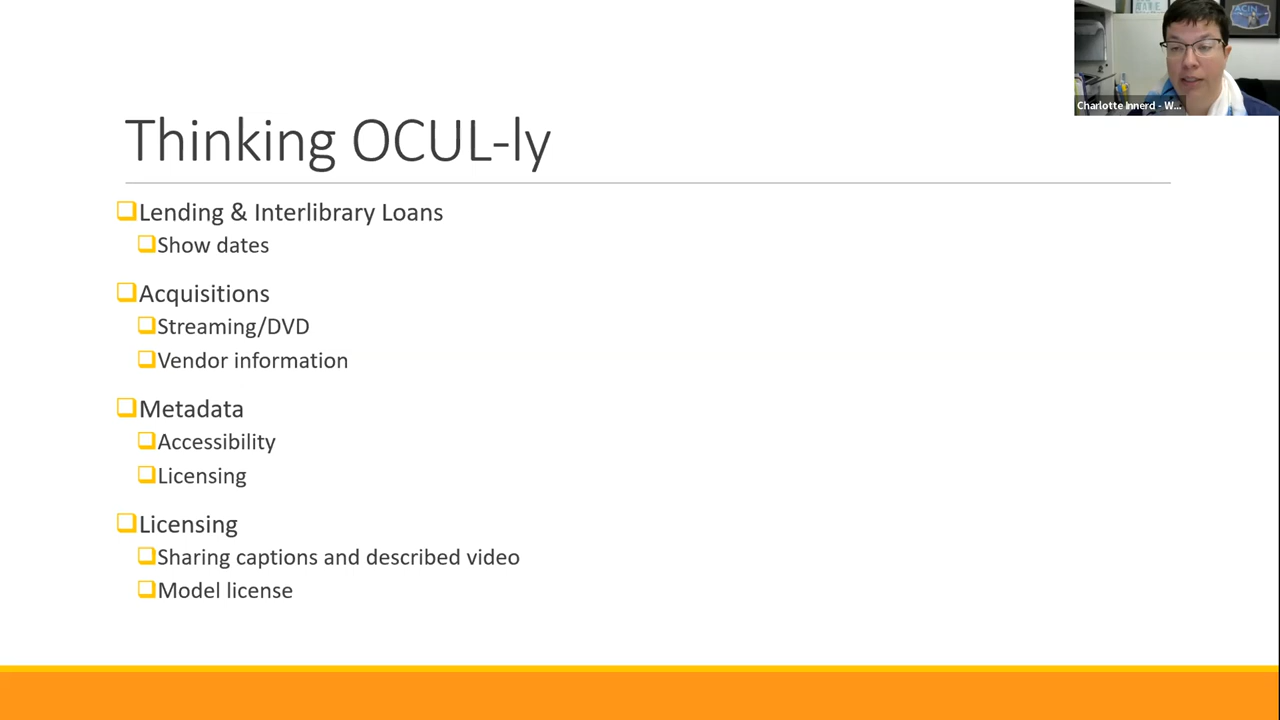 ACIN
Charlotte Innerd - W...
Thinking OCUL-ly
Lending & Interlibrary Loans
Show dates
Acquisitions
Streaming/DVD
Vendor information
Metadata
Accessibility
Licensing
Licensing
Sharing captions and described video
Model license